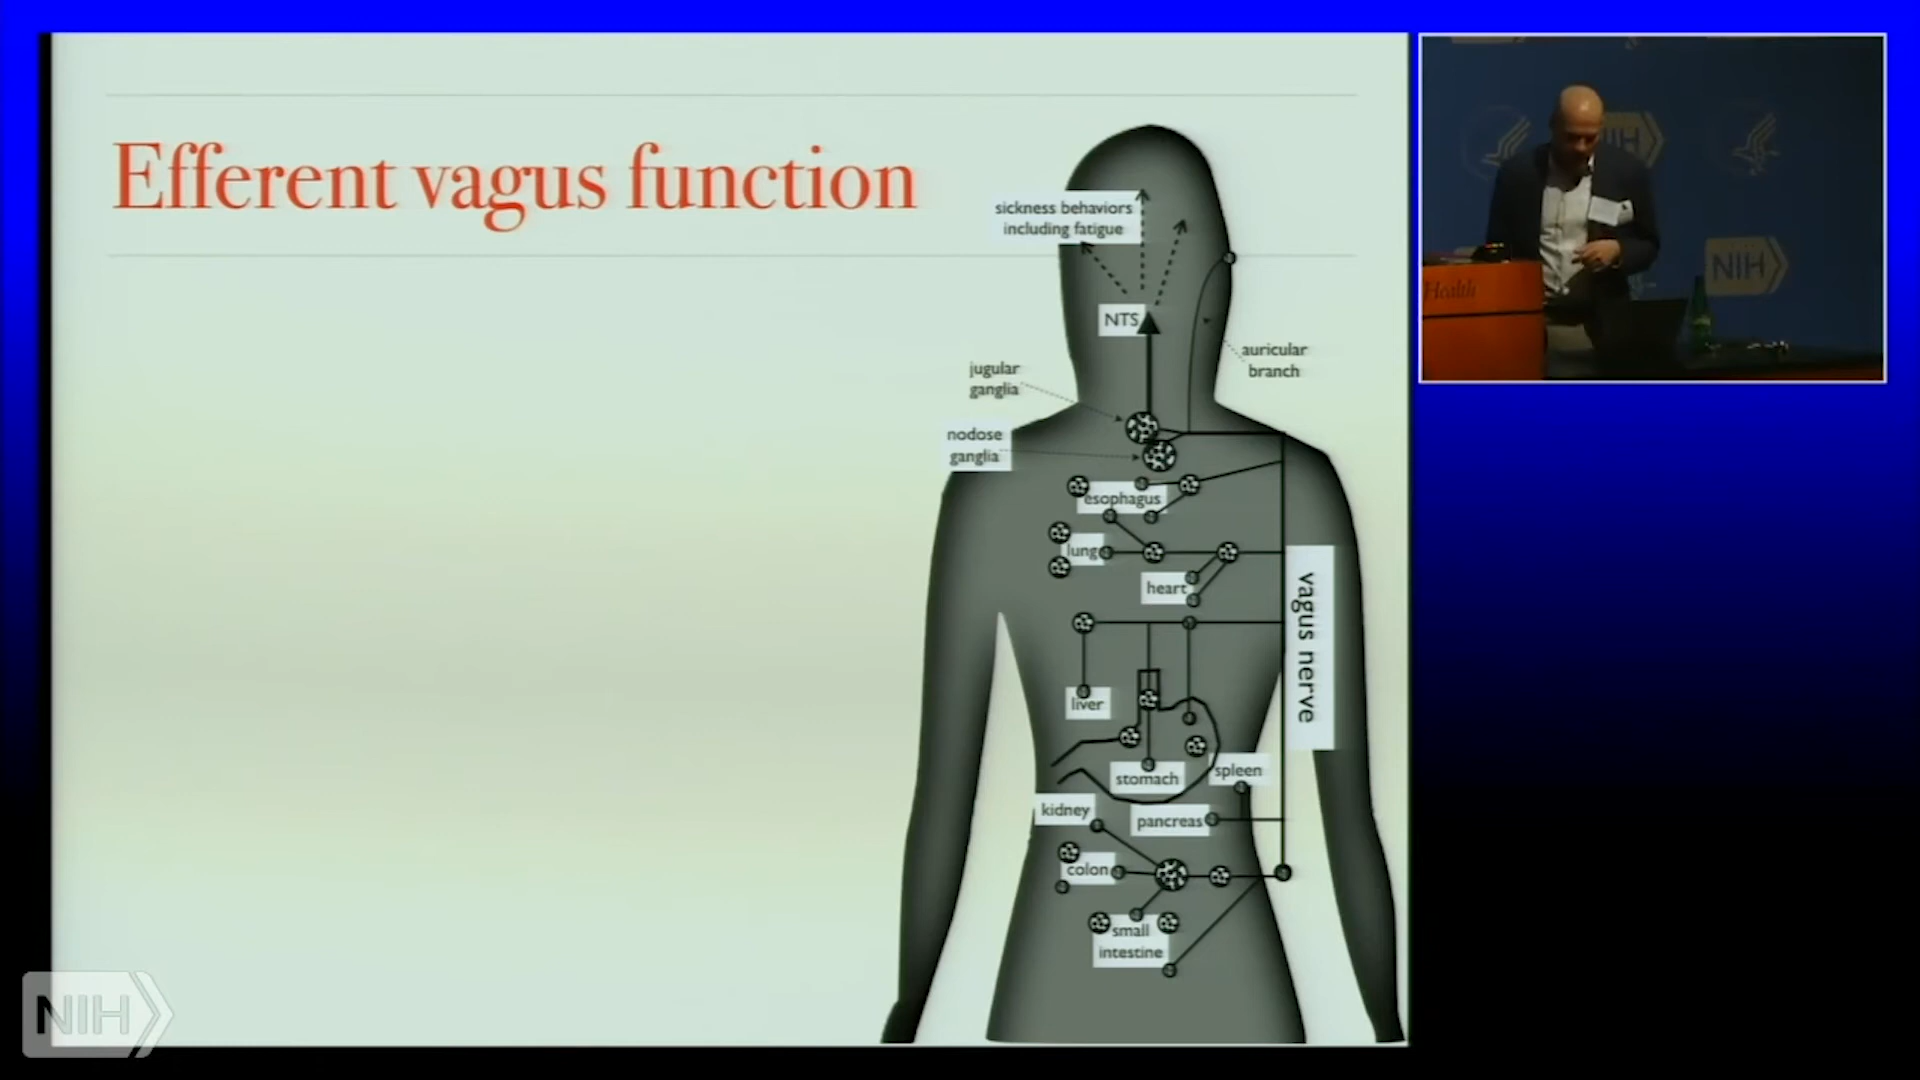 Efferent vagus function
sickness behaviors
including fatigue
NTS
auricular
branch
jugular
ganglia
nodose
ganglia
esophagus
lung
heart
vagus nerve
liver
stomach
spleen
kidney
pancreas
colon
small
intestine
NIH
NIH
NIH
Health